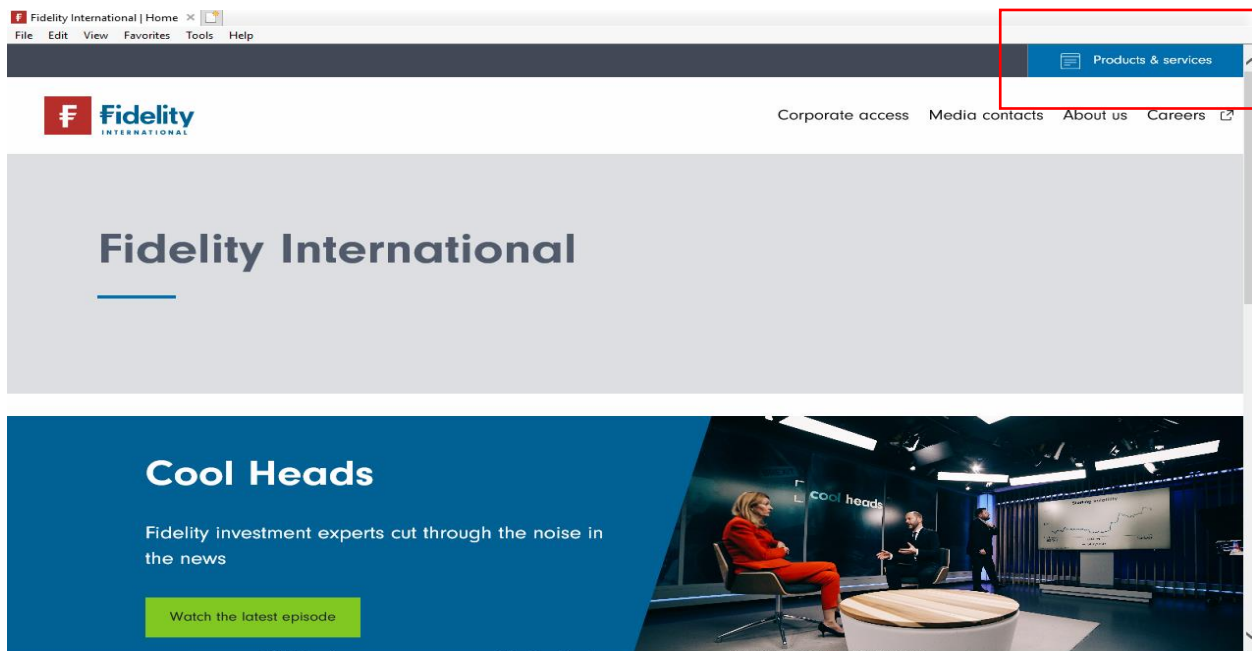 Fidelity International | Home
File Edit View Favorites Tools Help
Products & services
Fidelity
INTERNATIONAL
Corporate access Media contacts About us Careers
Fidelity International
Cool Heads
Fidelity investment experts cut through the noise in
the news
Watch the latest episode
cool heads